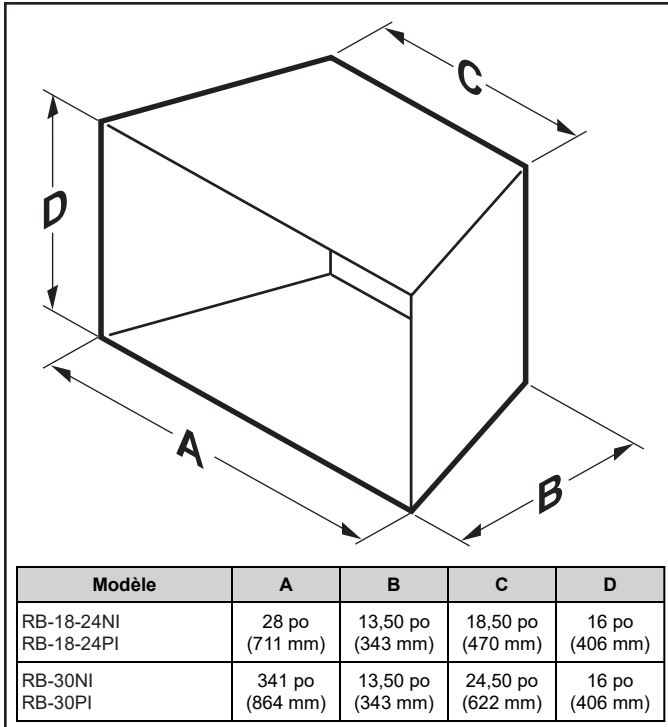 C
D
A
B
Modèle A B C D
RB-18-24NI 28 po 13,50 po 18,50 po 16 po
RB-18-24PI (711 mm) (343 mm) (470 mm) (406 mm)
RB-30NI 341 po 13,50 po 24,50 po 16 po
RB-30PI (864 mm) (343 mm) (622 mm) (406 mm)